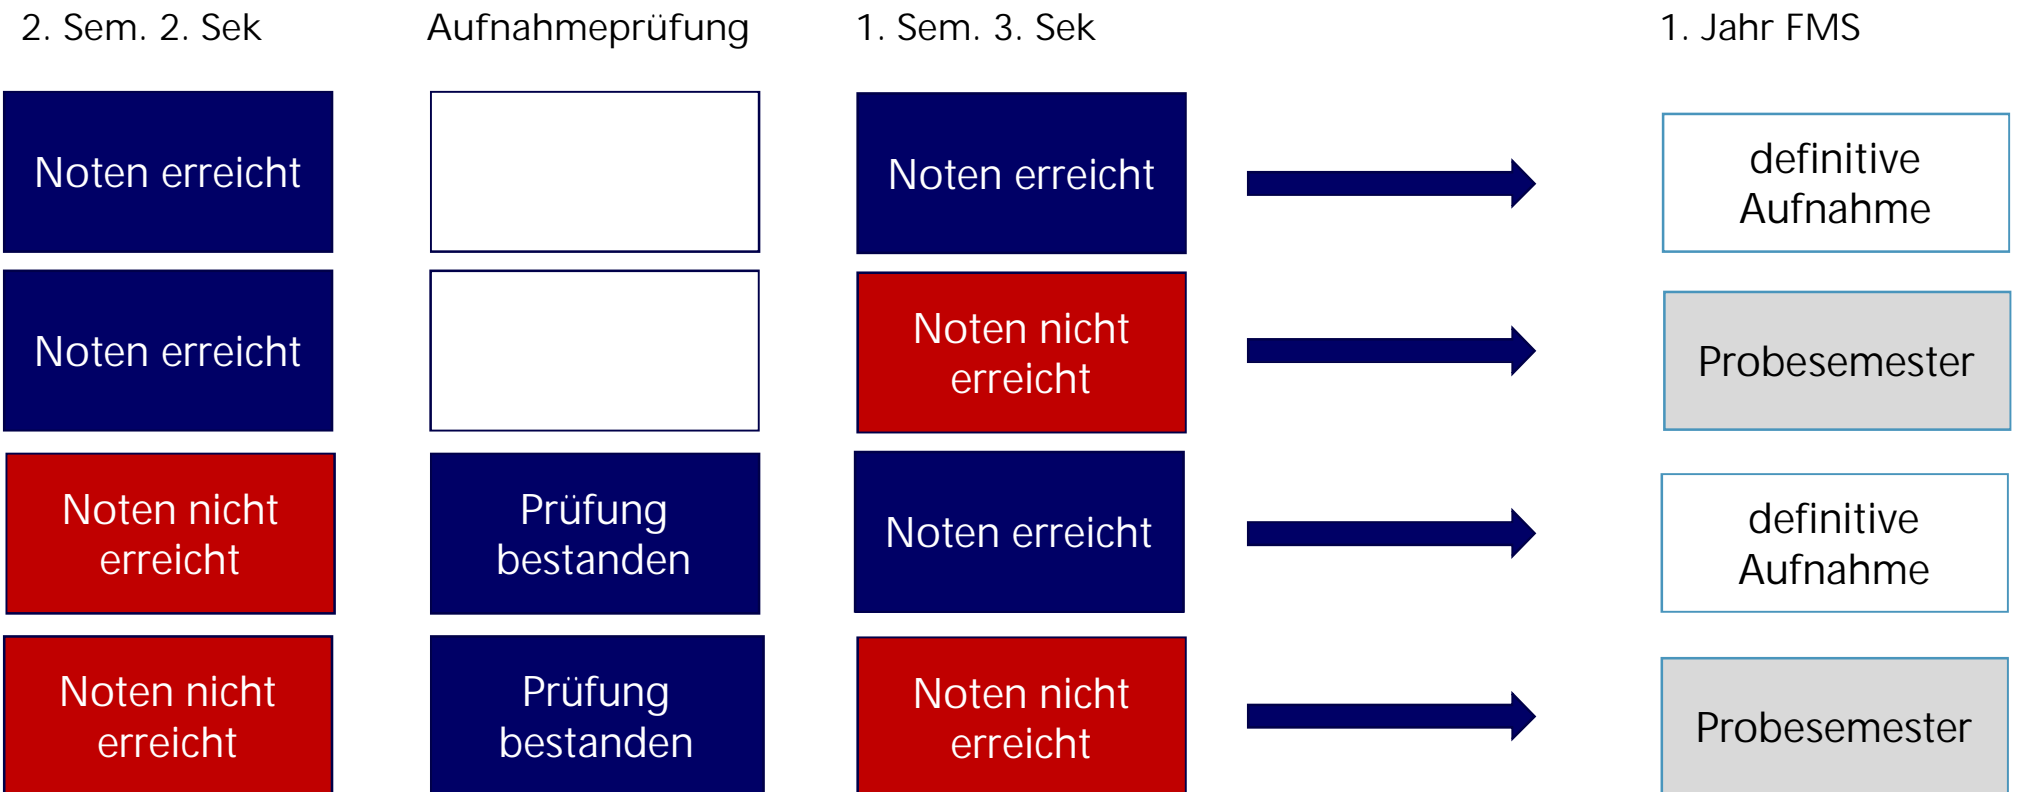 2. Sem. 2. Sek
Aufnahmeprüfung
1. Sem. 3. Sek
1. Jahr FMS
Noten erreicht
Noten erreicht
definitive
Aufnahme
Noten erreicht
Noten nicht
erreicht
Probesemester
Noten nicht
erreicht
Prüfung
bestanden
Noten erreicht
definitive
Aufnahme
Noten nicht
erreicht
Prüfung
bestanden
Noten nicht
erreicht
Probesemester